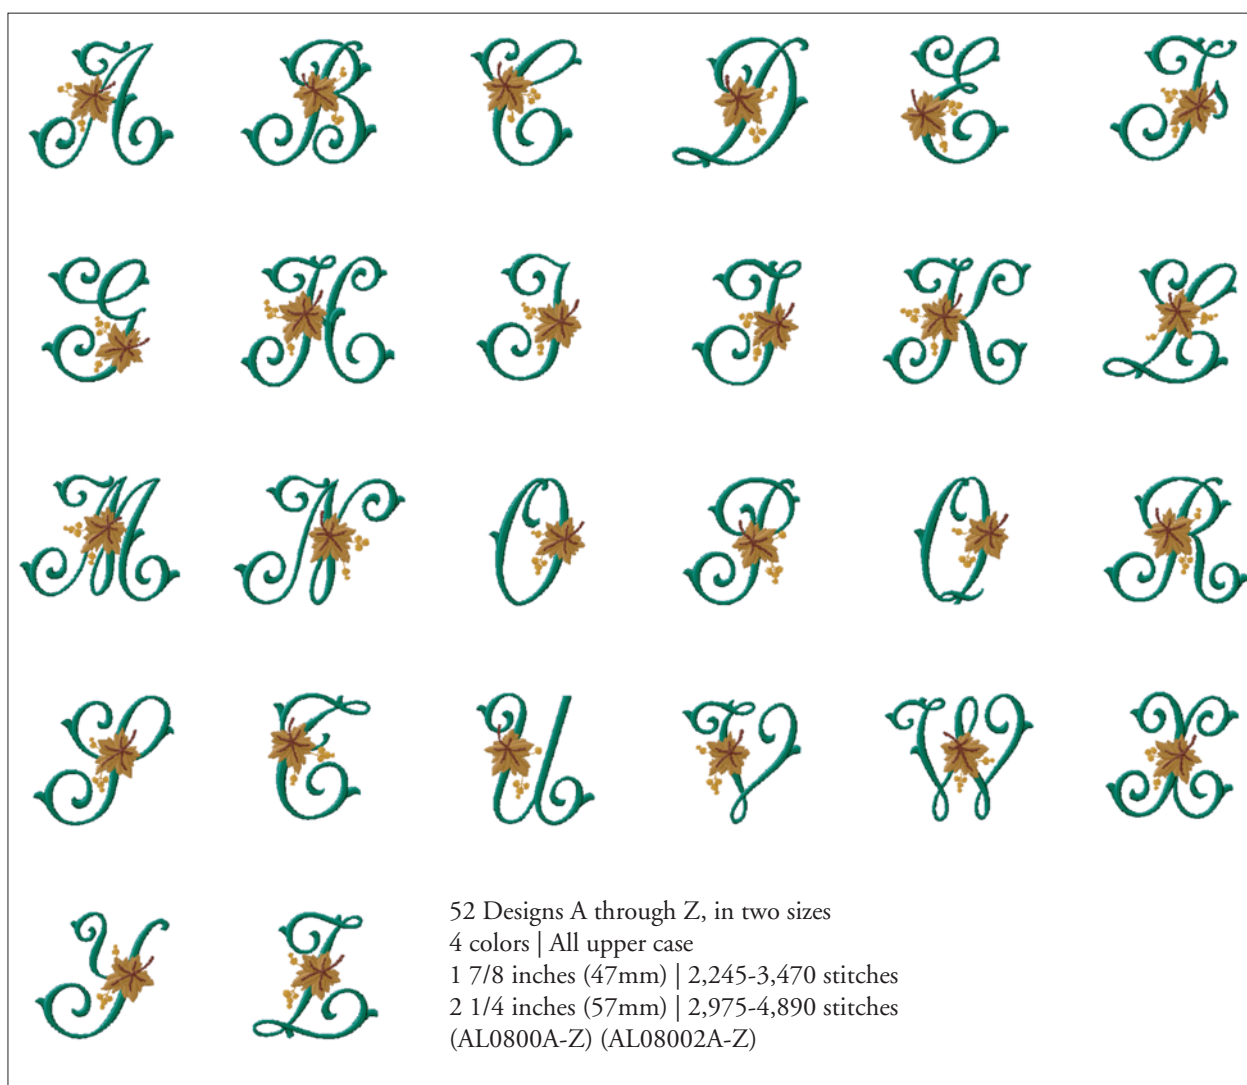 A B C D E F
G H I J K L
M N O P Q R
S T U V W X
Y Z
52 Designs A through Z, in two sizes
4 colors | All upper case
1 7/8 inches (47mm) | 2,245-3,470 stitches
2 1/4 inches (57mm) | 2,975-4,890 stitches
(AL0800A-Z) (AL08002A-Z)